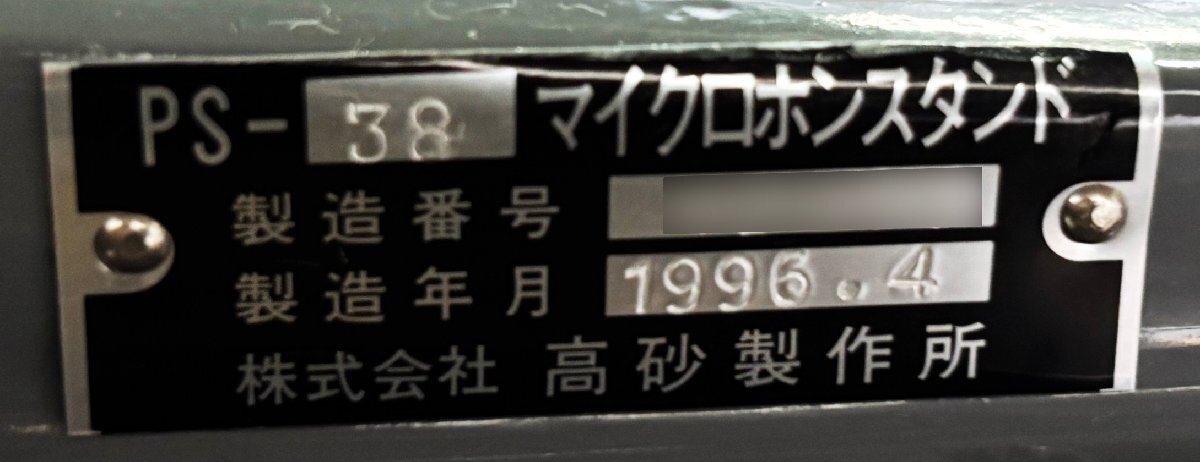 PS-38 マイクロホンスタンド
製造番号
製造年月 1996.4
株式会社 高砂製作所